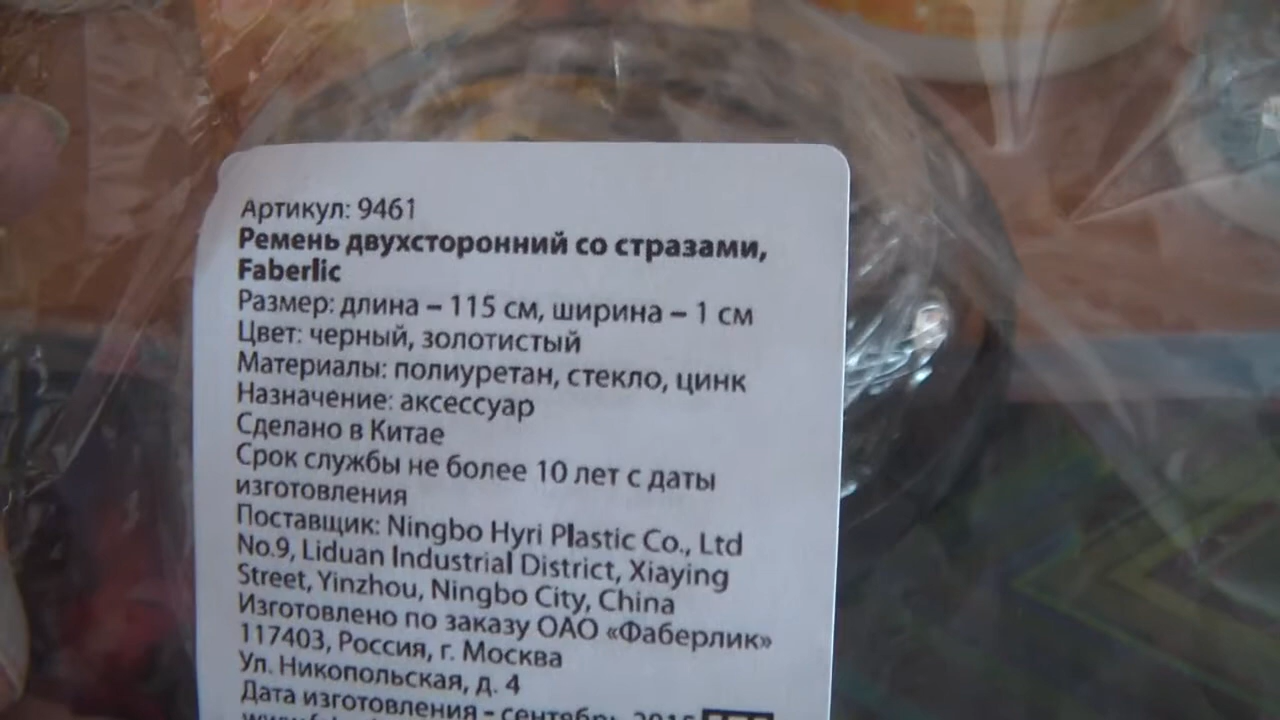 Артикул: 9461
Ремень двухсторонний со стразами,
Faberlic
Размер: длина – 115 см, ширина – 1 см
Цвет: черный, золотистый
Материалы: полиуретан, стекло, цинк
Назначение: аксессуар
Сделано в Китае
Срок службы не более 10 лет с даты
изготовления
Поставщик: Ningbo Hyri Plastic Co., Ltd
No.9, Liduan Industrial District, Xiaying
Street, Yinzhou, Ningbo City, China
Изготовлено по заказу ОАО «Фаберлик»
117403, Россия, г. Москва
Ул. Никопольская, д. 4
Дата изготовления – сентябрь